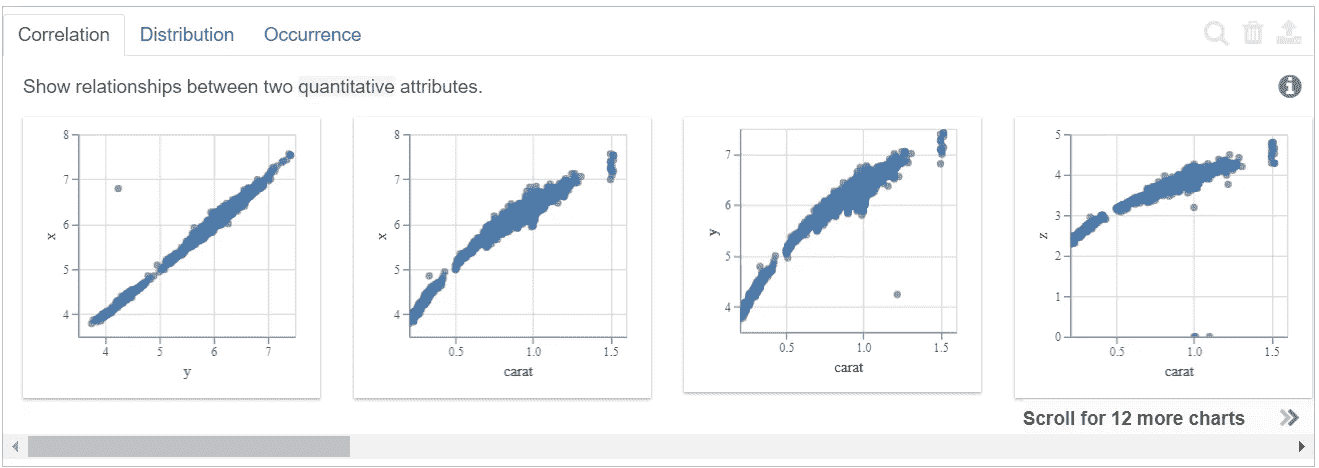 Correlation Distribution Occurrence
Show relationships between two quantitative attributes.
8
7
6
5
4
x
4 5 6 7
y
8
7
6
5
4
x
0.5 1.0 1.5
carat
7
6
5
4
y
0.5 1.0 1.5
carat
5
4
3
2
1
0
z
0.5 1.0 1.5
carat
Scroll for 12 more charts